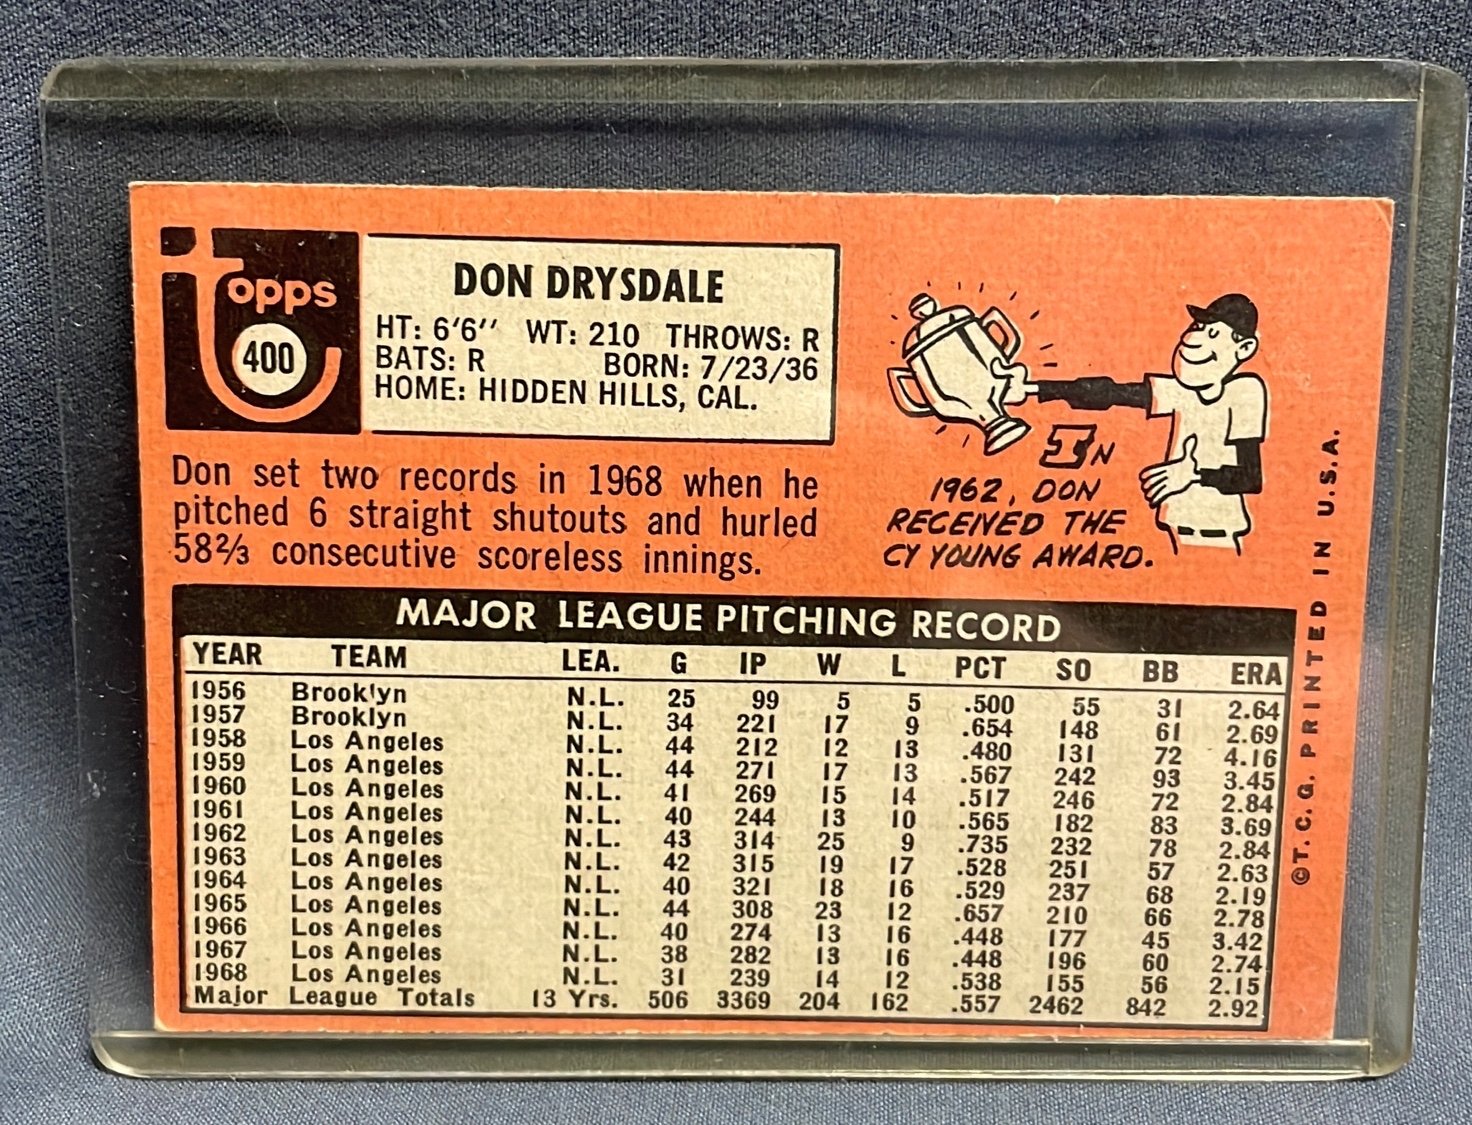 Topps
400
DON DRYSDALE
HT: 6'6" WT: 210 THROWS: R
BATS: R BORN: 7/23/36
HOME: HIDDEN HILLS, CAL.
Don set two records in 1968 when he
pitched 6 straight shutouts and hurled
58⅔ consecutive scoreless innings.
IN
1962, DON
RECEIVED THE
CY YOUNG AWARD.
MAJOR LEAGUE PITCHING RECORD
YEAR TEAM LEA. G IP W L PCT SO BB ERA
1956 Brooklyn N.L. 25 99 5 5 .500 55 31 2.64
1957 Brooklyn N.L. 34 221 17 9 .654 148 61 2.69
1958 Los Angeles N.L. 44 212 12 13 .480 131 72 4.16
1959 Los Angeles N.L. 44 271 17 13 .567 242 93 3.45
1960 Los Angeles N.L. 41 269 15 14 .517 246 72 2.84
1961 Los Angeles N.L. 40 244 13 10 .565 182 83 3.69
1962 Los Angeles N.L. 43 314 25 9 .735 232 78 2.84
1963 Los Angeles N.L. 42 315 19 17 .528 251 57 2.63
1964 Los Angeles N.L. 40 321 18 16 .529 237 68 2.19
1965 Los Angeles N.L. 44 308 23 12 .657 210 66 2.78
1966 Los Angeles N.L. 40 274 13 16 .448 177 45 3.42
1967 Los Angeles N.L. 38 282 13 16 .448 196 60 2.74
1968 Los Angeles N.L. 31 239 14 12 .538 155 56 2.15
Major League Totals 13 Yrs. 506 3369 204 162 .557 2462 842 2.92
©T. C. G. PRINTED IN U.S.A.